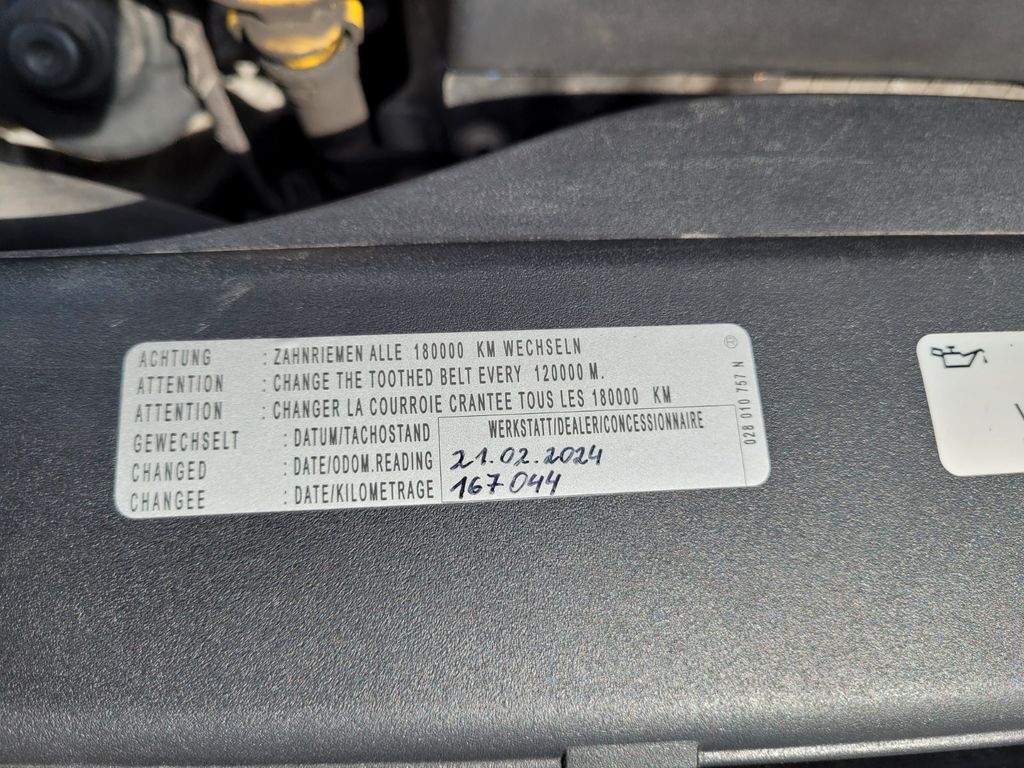 ACHTUNG : ZAHNRIEMEN ALLE 180000 KM WECHSELN
ATTENTION : CHANGE THE TOOTHED BELT EVERY 120000 M.
ATTENTION : CHANGER LA COURROIE CRANTEE TOUS LES 180000 KM
GEWECHSELT : DATUM/TACHOSTAND WERKSTATT/DEALER/CONCESSIONNAIRE
CHANGED : DATE/ODOM.READING 21.02.2024
CHANGEE : DATE/KILOMETRAGE 167044
028 010 757 N ®